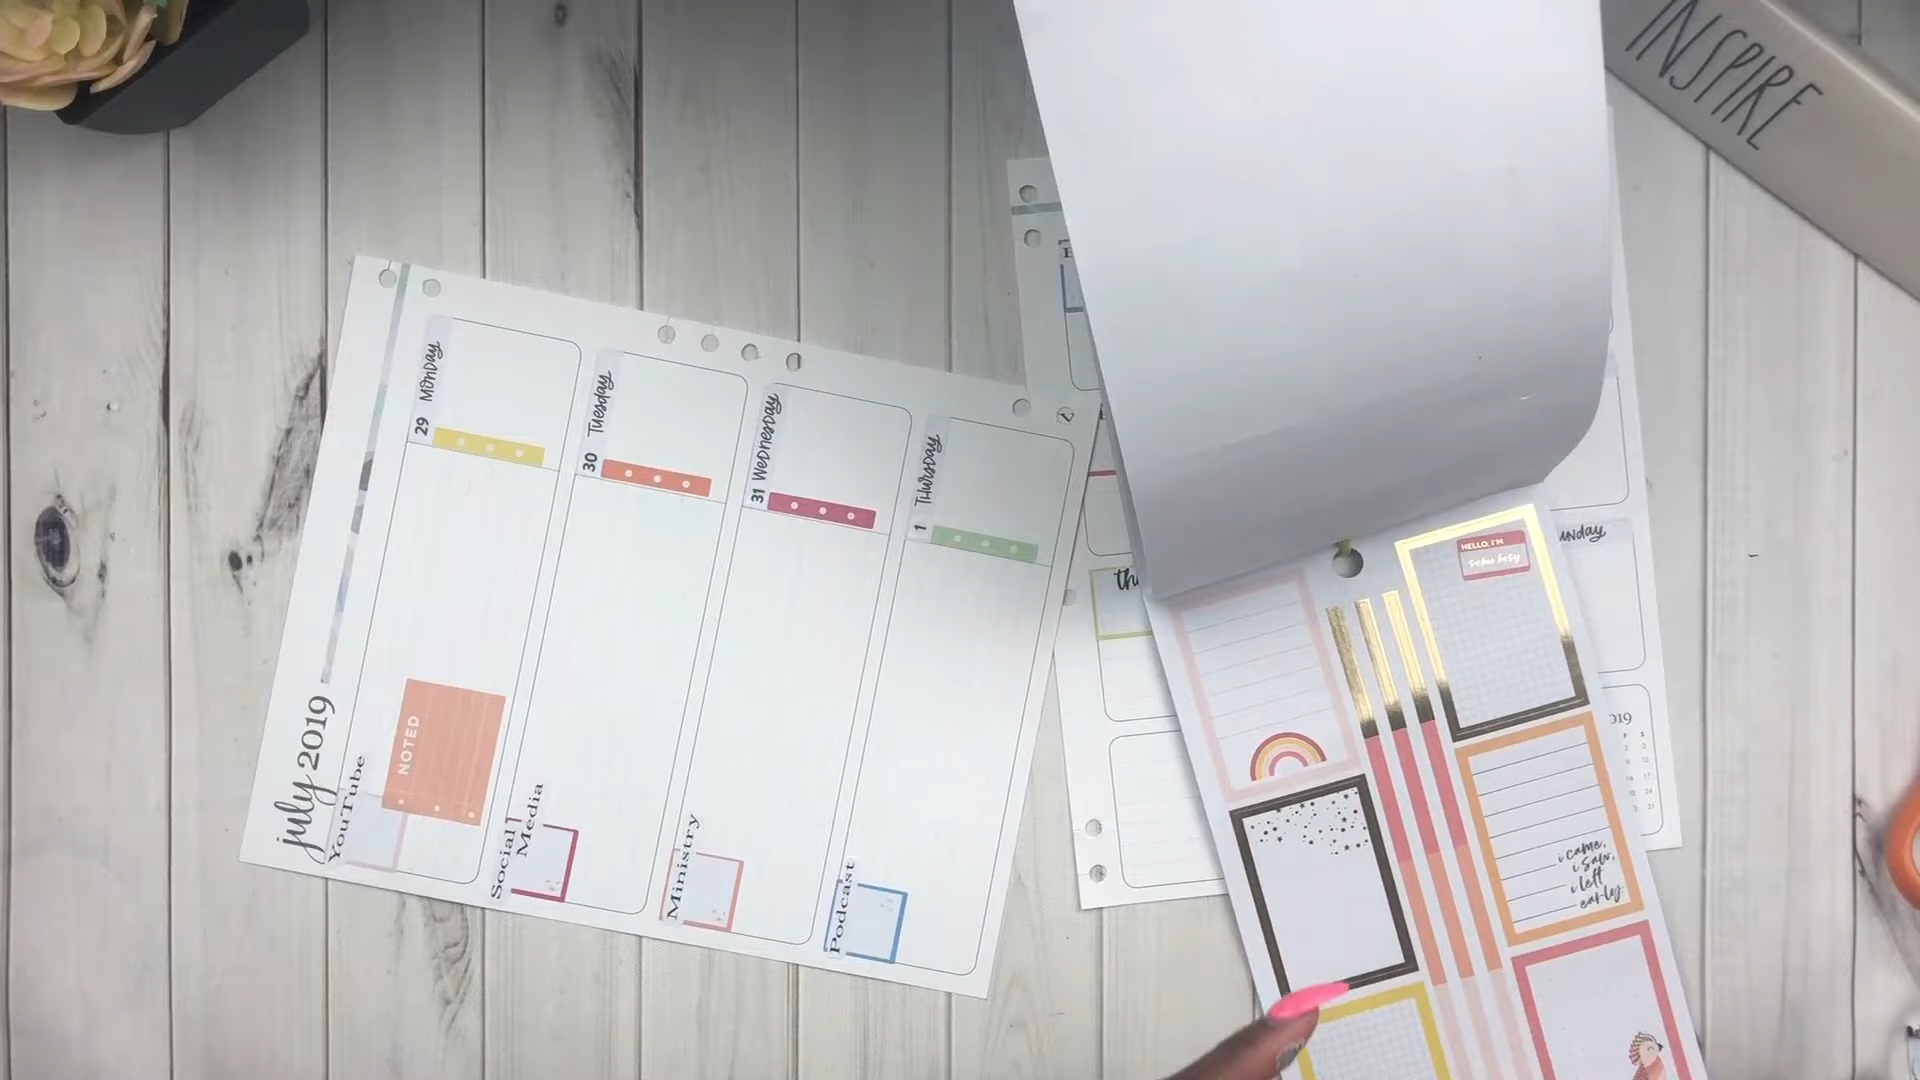 INSPIRE
29 Monday
30 Tuesday
31 Wednesday
1 Thursday
july 2019
NOTED
YouTube
Social
Media
Ministry
Podcast
HELLO, I'M
i came,
i saw,
i left
early